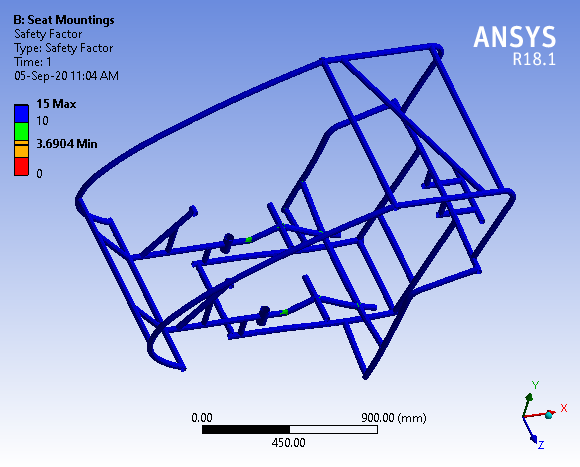 B: Seat Mountings
Safety Factor
Type: Safety Factor
Time: 1
05-Sep-20 11:04 AM
15 Max
10
3.6904 Min
0
ANSYS
R18.1
0.00
900.00 (mm)
450.00
Y
X
Z